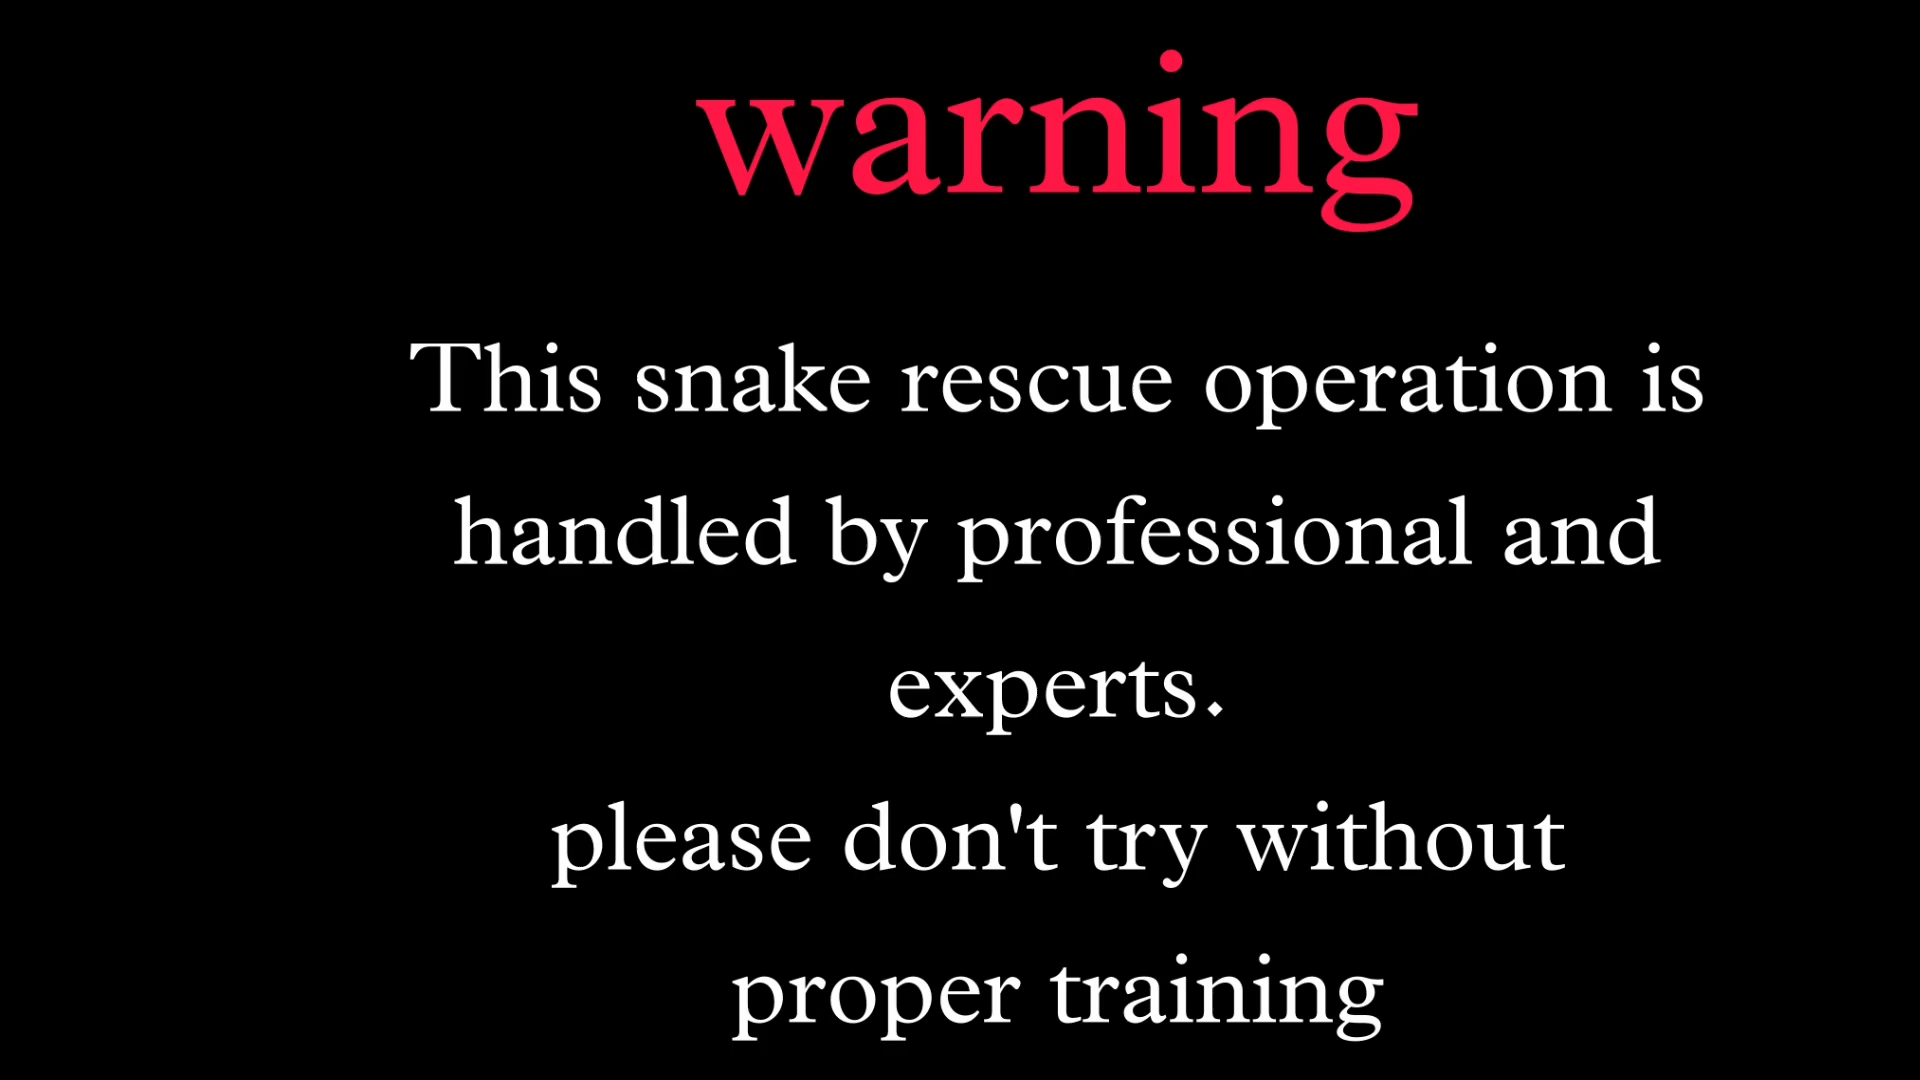 warning
This snake rescue operation is
handled by professional and
experts.
please don't try without
proper training